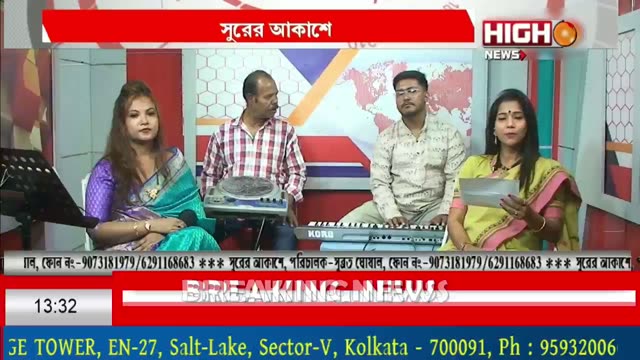 সুরের আকাশে
HIGH
NEWS
KORG
ষাল, ফোন নং-9073181979/6291168683 *** সুরের আকাশে, পরিচালক-সুব্রত ঘোষাল, ফোন নং-9073181979/6291168683 *** সুরের আকাশে, প
BREAKING NEWS
13:32
GE TOWER, EN-27, Salt-Lake, Sector-V, Kolkata - 700091, Ph : 95932006